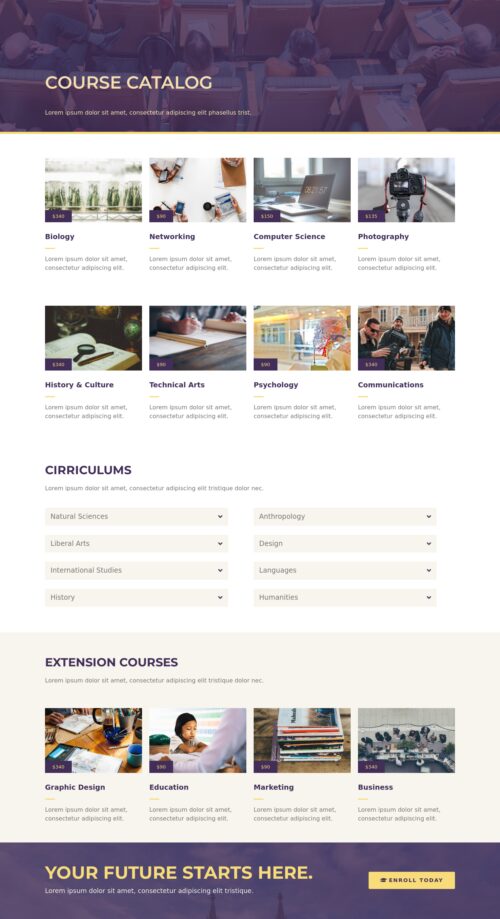 COURSE CATALOG
Lorem ipsum dolor sit amet, consectetur adipiscing elit phasellus trist.
$340
$90
$150
$135
Biology
Networking
Computer Science
Photography
Lorem ipsum dolor sit amet,
consectetur adipiscing elit.
Lorem ipsum dolor sit amet,
consectetur adipiscing elit.
Lorem ipsum dolor sit amet,
consectetur adipiscing elit.
Lorem ipsum dolor sit amet,
consectetur adipiscing elit.
$340
$90
$90
$340
History & Culture
Technical Arts
Psychology
Communications
Lorem ipsum dolor sit amet,
consectetur adipiscing elit.
Lorem ipsum dolor sit amet,
consectetur adipiscing elit.
Lorem ipsum dolor sit amet,
consectetur adipiscing elit.
Lorem ipsum dolor sit amet,
consectetur adipiscing elit.
CIRRICULUMS
Lorem ipsum dolor sit amet, consectetur adipiscing elit tristique dolor nec.
Natural Sciences
Anthropology
Liberal Arts
Design
International Studies
Languages
History
Humanities
EXTENSION COURSES
Lorem ipsum dolor sit amet, consectetur adipiscing elit tristique dolor nec.
$340
$90
$90
$340
Graphic Design
Education
Marketing
Business
Lorem ipsum dolor sit amet,
consectetur adipiscing elit.
Lorem ipsum dolor sit amet,
consectetur adipiscing elit.
Lorem ipsum dolor sit amet,
consectetur adipiscing elit.
Lorem ipsum dolor sit amet,
consectetur adipiscing elit.
YOUR FUTURE STARTS HERE.
Lorem ipsum dolor sit amet, consectetur adipiscing elit tristique.
ENROLL TODAY